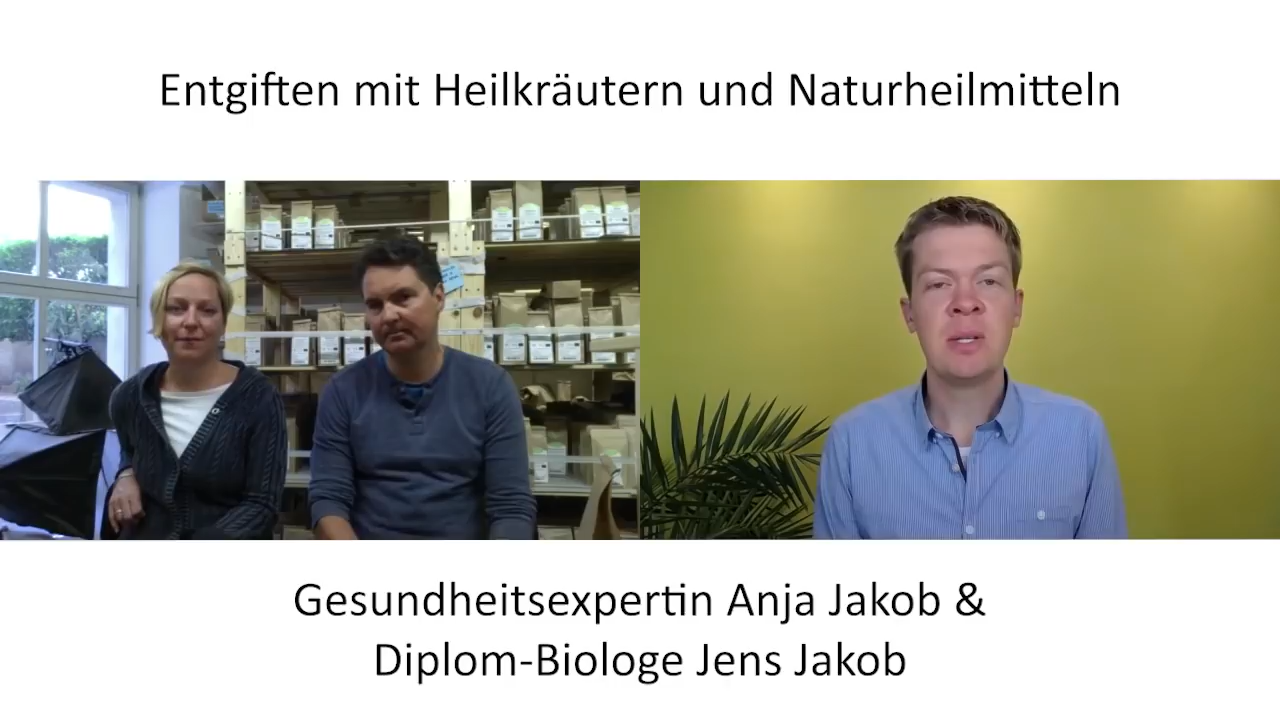 Entgiften mit Heilkräutern und Naturheilmitteln
Gesundheitsexpertin Anja Jakob &
Diplom-Biologe Jens Jakob